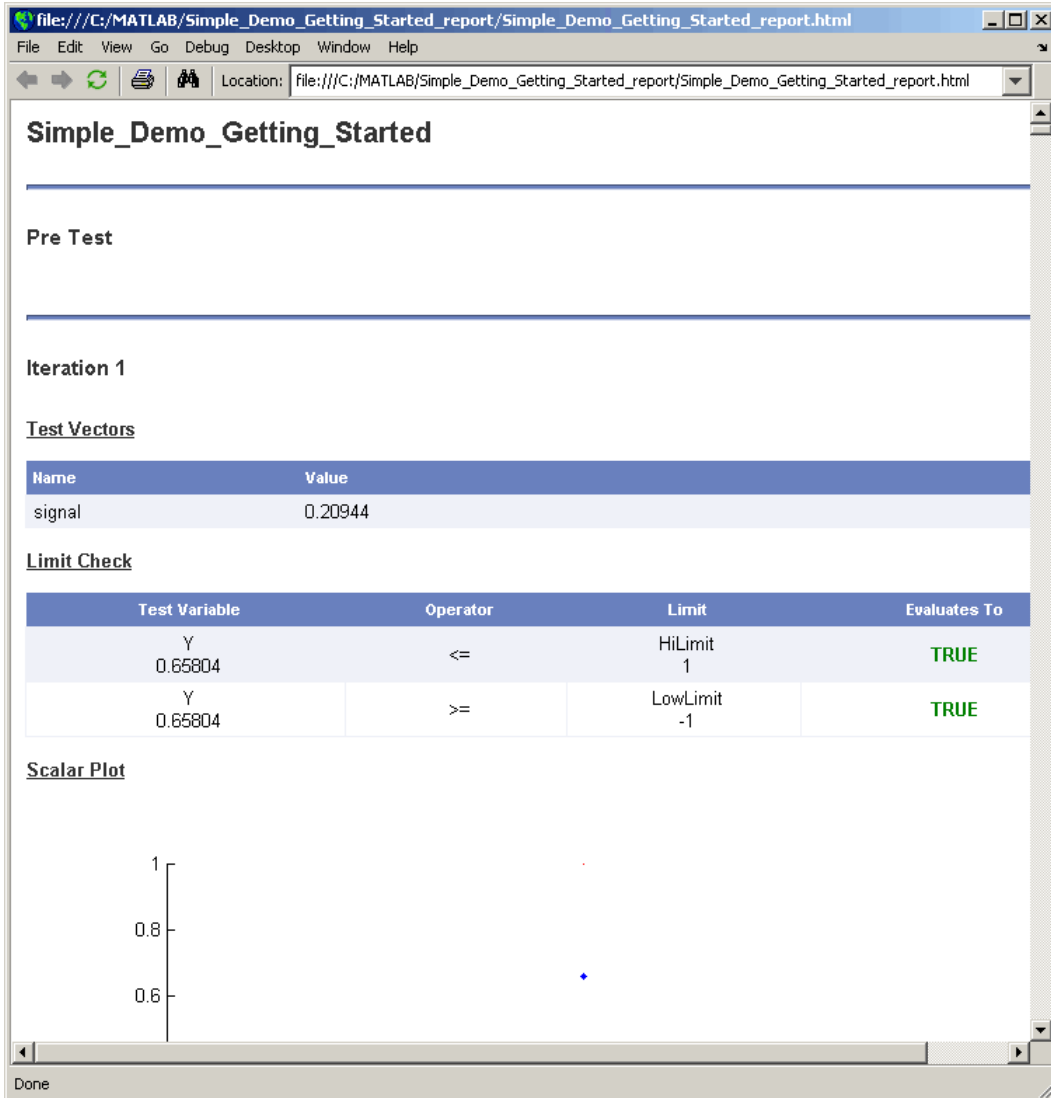 file:///C:/MATLAB/Simple_Demo_Getting_Started_report/Simple_Demo_Getting_Started_report.html
File Edit View Go Debug Desktop Window Help
Location: file:///C:/MATLAB/Simple_Demo_Getting_Started_report/Simple_Demo_Getting_Started_report.html
Simple_Demo_Getting_Started
Pre Test
Iteration 1
Test Vectors
Name Value
signal 0.20944
Limit Check
Test Variable Operator Limit Evaluates To
Y <= HiLimit TRUE
0.65804 1
Y >= LowLimit TRUE
0.65804 -1
Scalar Plot
1
0.8
0.6
Done